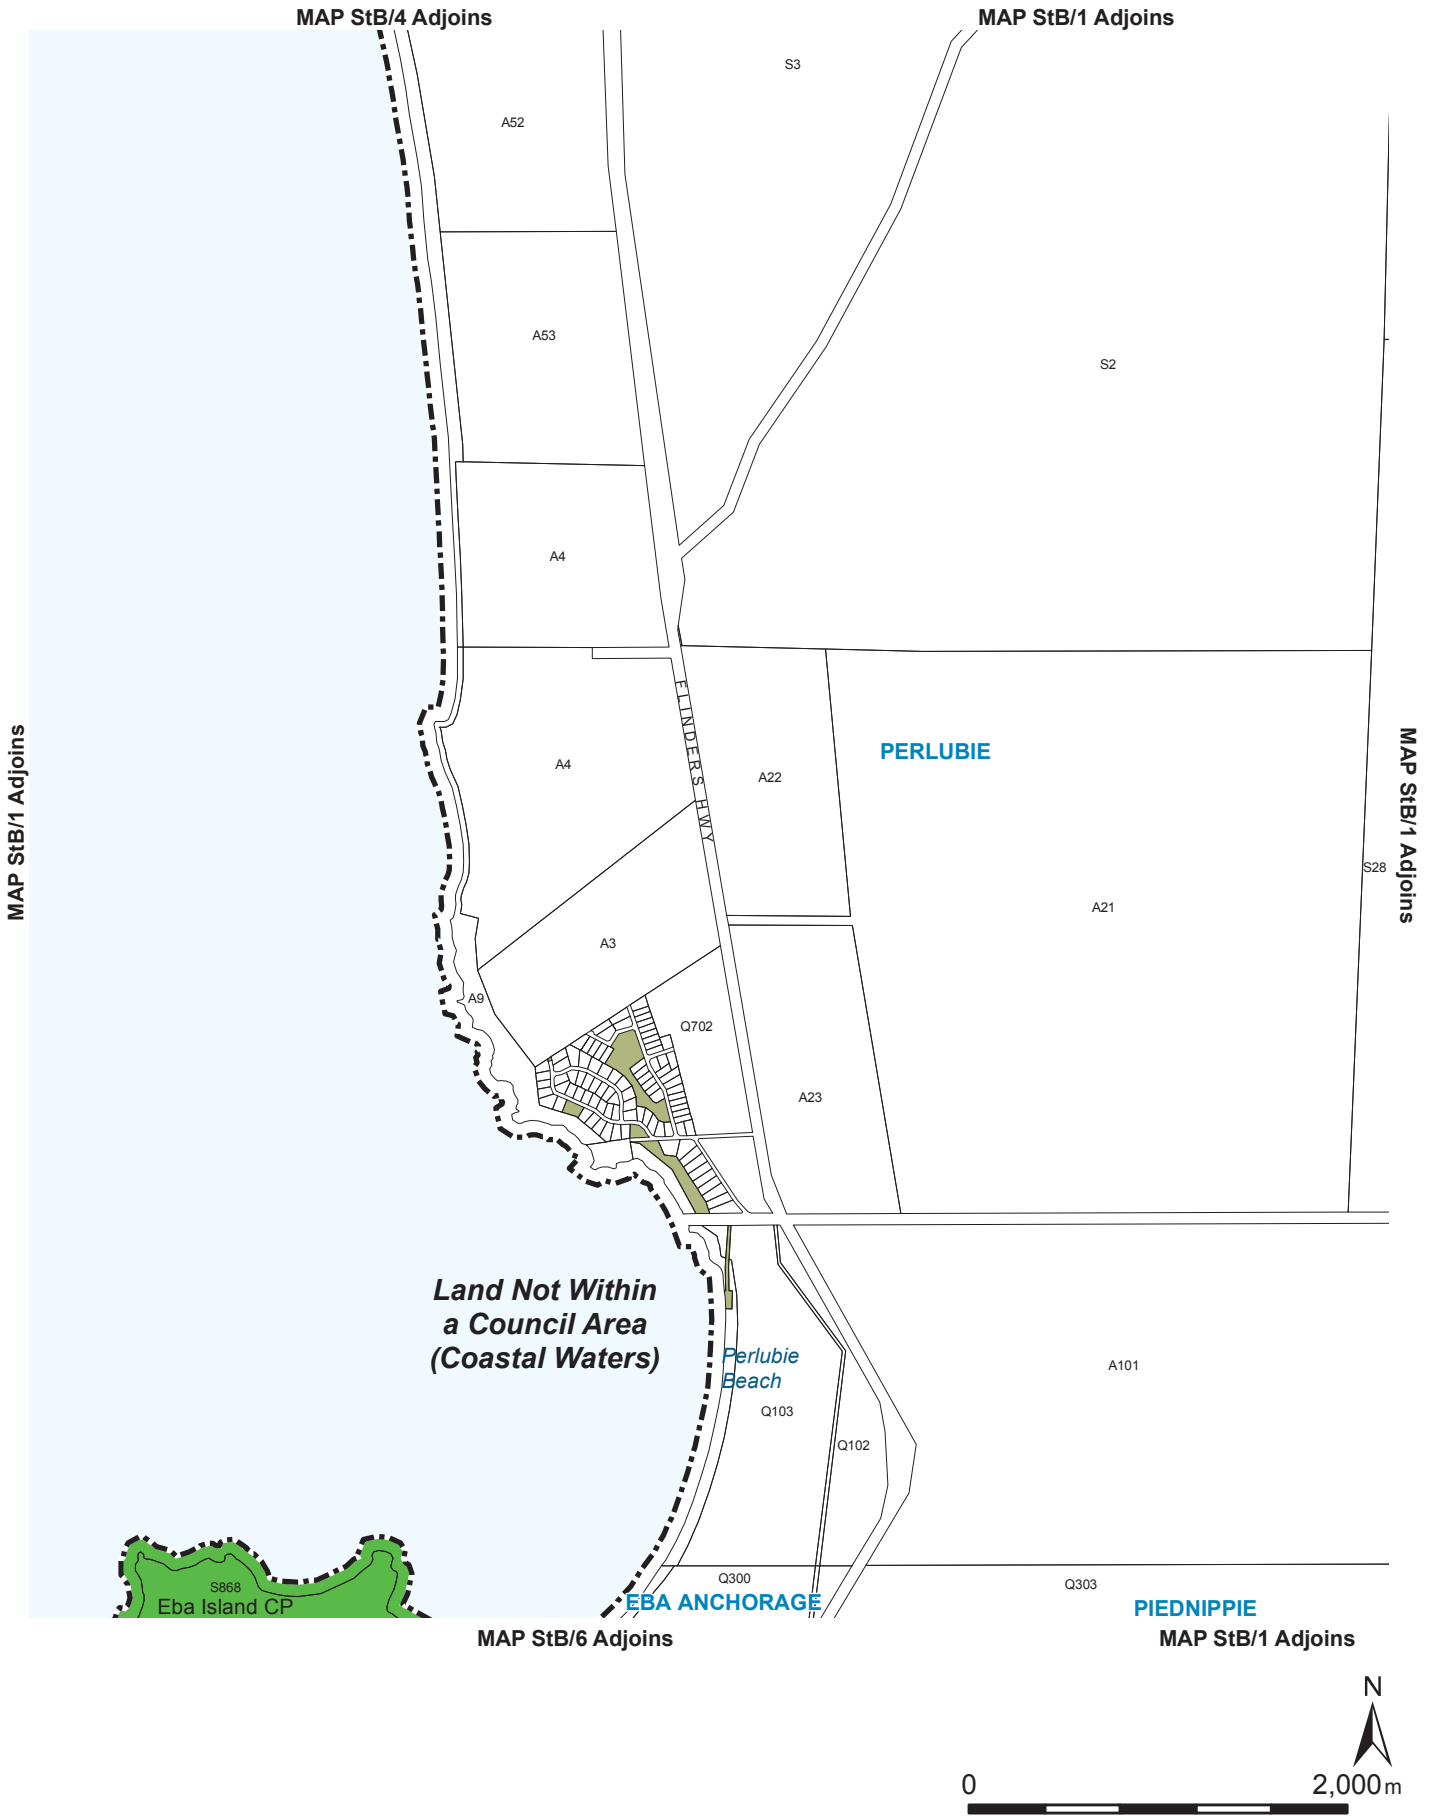 MAP StB/4 Adjoins
MAP StB/1 Adjoins
S3
A52
A53
S2
A4
FLINDERS HWY
PERLUBIE
A4
A22
MAP StB/1 Adjoins
MAP StB/1 Adjoins
S28
A21
A3
A9
Q702
A23
Land Not Within
a Council Area
(Coastal Waters)
Perlubie
Beach
A101
Q103
Q102
Q300
Q303
S868
Eba Island CP
EBA ANCHORAGE
PIEDNIPPIE
MAP StB/6 Adjoins
MAP StB/1 Adjoins
N
0
2,000m